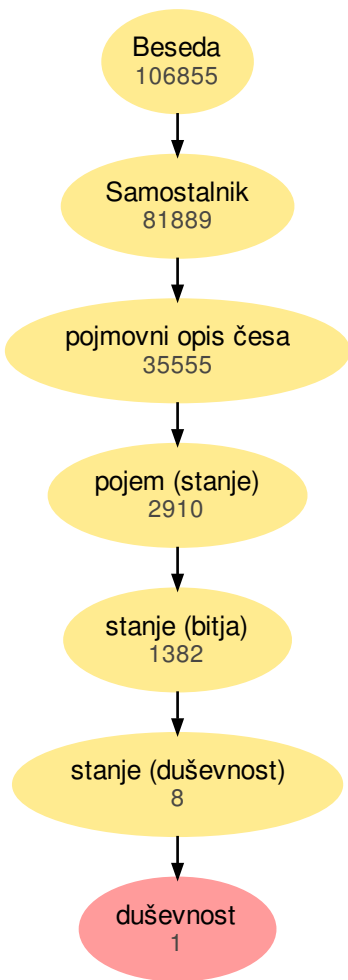 Beseda
106855
Samostalnik
81889
pojmovni opis česa
35555
pojem (stanje)
2910
stanje (bitja)
1382
stanje (duševnost)
8
duševnost
1